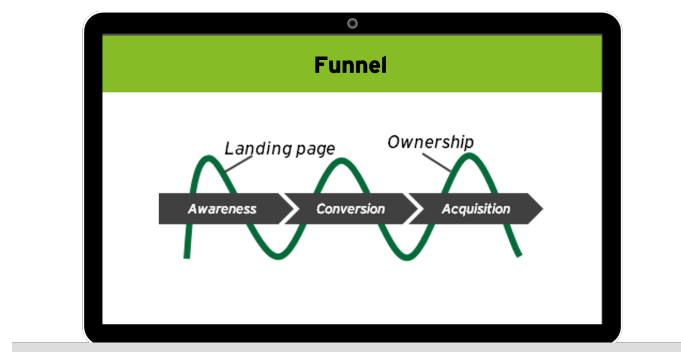 Funnel
Landing page
Ownership
Awareness
Conversion
Acquisition